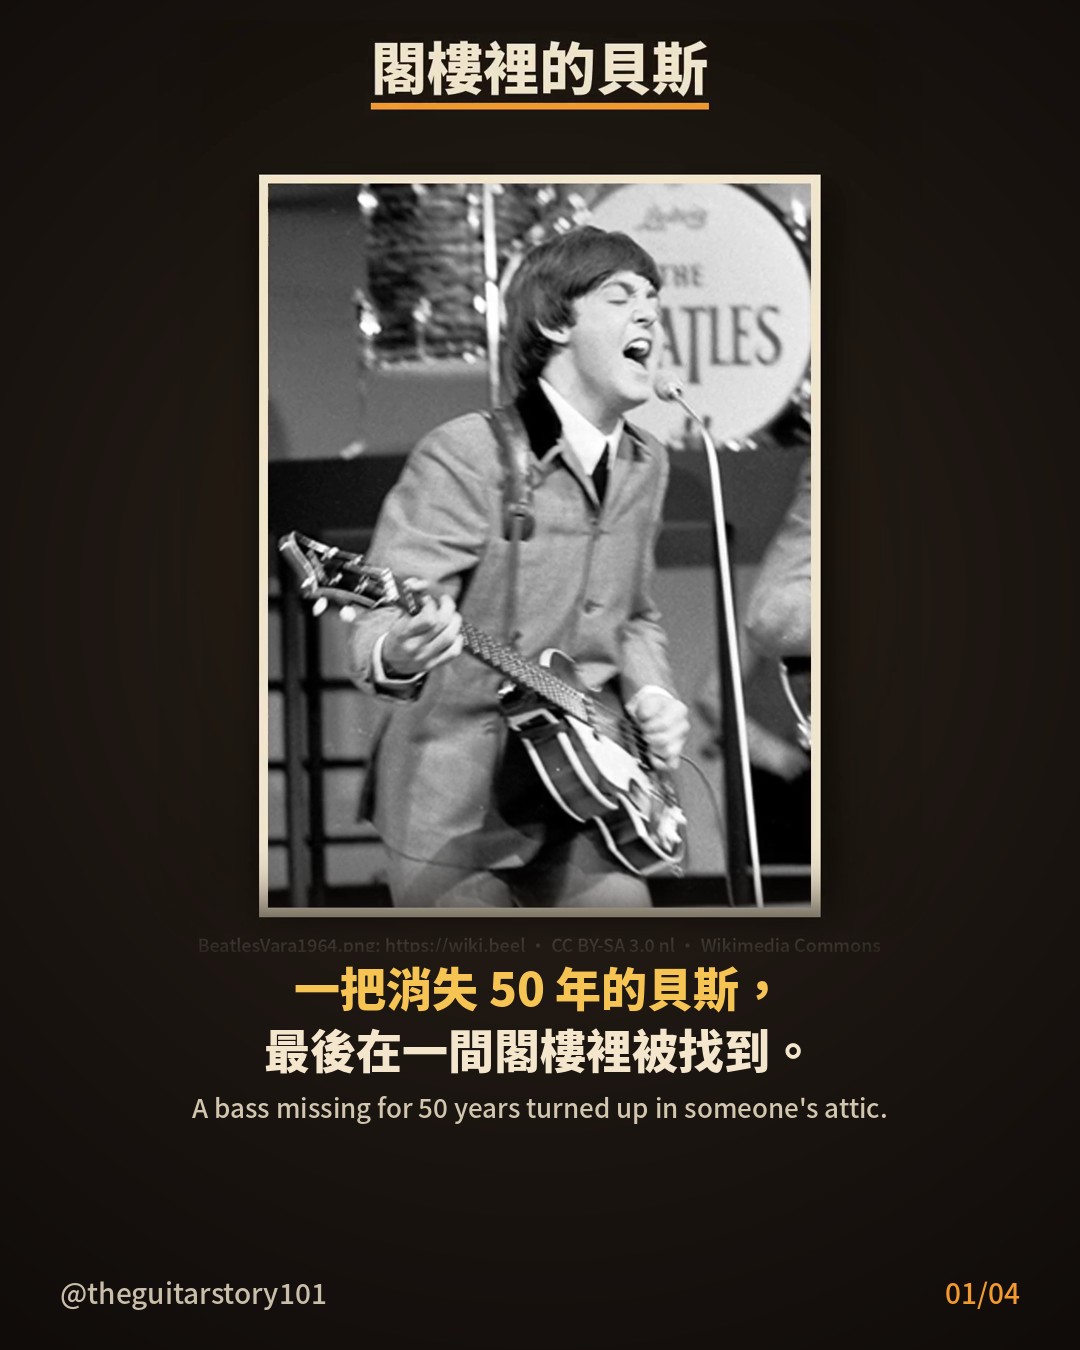 閣樓裡的貝斯
Ludwig
THE
EATLES
BeatlesVara1964.png: https://wiki.beel · CC BY-SA 3.0 nl · Wikimedia Commons
一把消失 50 年的貝斯，
最後在一間閣樓裡被找到。
A bass missing for 50 years turned up in someone's attic.
@theguitarstory101
01/04